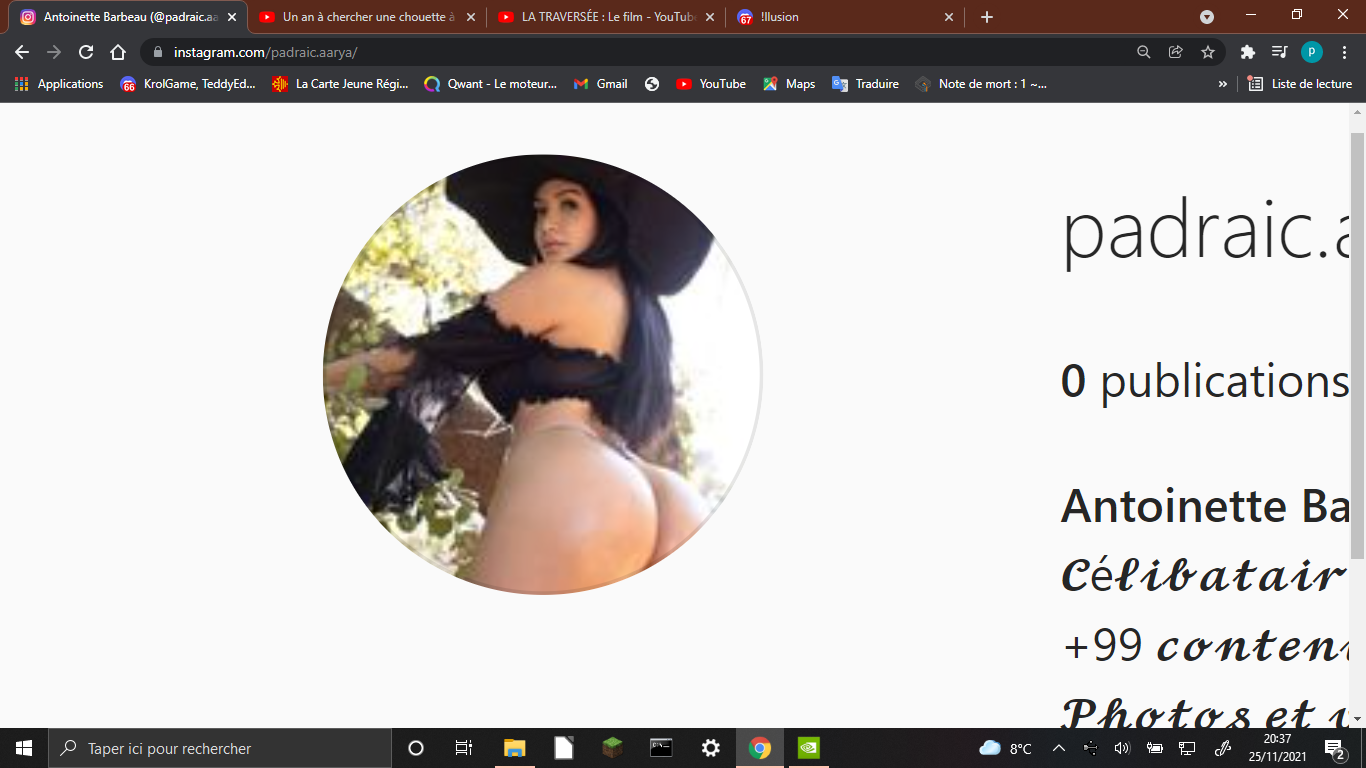 Antoinette Barbeau (@padraic.aa
Un an à chercher une chouette à
LA TRAVERSÉE : Le film - YouTub
!llusion
instagram.com/padraic.aarya/
Applications
KrolGame, TeddyEd...
La Carte Jeune Régi...
Qwant - Le moteur...
Gmail
YouTube
Maps
Traduire
Note de mort : 1 ~...
»
Liste de lecture
padraic.a
0 publications
Antoinette Ba
𝓒é𝓵𝓲𝓫𝓪𝓽𝓪𝓲𝓻
+99 𝓬𝓸𝓷𝓽𝓮𝓷
𝓟𝓱𝓸𝓽𝓸𝓼 𝓮𝓽 𝓿
Taper ici pour rechercher
8°C
20:37
25/11/2021
2